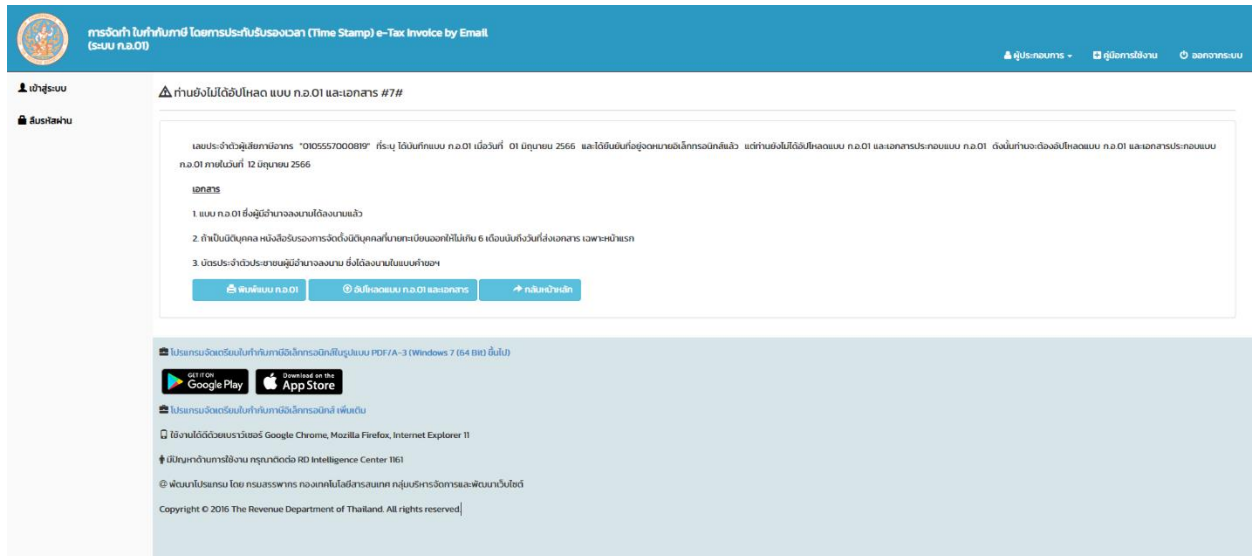 การจัดทำ ใบกำกับภาษี โดยการประทับรับรองเวลา (Time Stamp) e-Tax Invoice by Email
(ระบบ ก.อ.01)
ผู้ประกอบการ
คู่มือการใช้งาน
ออกจากระบบ
เข้าสู่ระบบ
ลืมรหัสผ่าน
ท่านยังไม่ได้อัปโหลด แบบ ก.อ.01 และเอกสาร #7#
เลขประจำตัวผู้เสียภาษีอากร "0105557000819" ที่ระบุ ได้บันทึกแบบ ก.อ.01 เมื่อวันที่ 01 มิถุนายน 2566 และได้ยืนยันที่อยู่จดหมายอิเล็กทรอนิกส์แล้ว แต่ท่านยังไม่ได้อัปโหลดแบบ ก.อ.01 และเอกสารประกอบแบบ ก.อ.01 ดังนั้นท่านจะต้องอัปโหลดแบบ ก.อ.01 และเอกสารประกอบแบบ
ก.อ.01 ภายในวันที่ 12 มิถุนายน 2566
เอกสาร
1. แบบ ก.อ.01 ซึ่งผู้มีอำนาจลงนามได้ลงนามแล้ว
2. ถ้าเป็นนิติบุคคล หนังสือรับรองการจัดตั้งนิติบุคคลที่นายทะเบียนออกให้ไม่เกิน 6 เดือนนับถึงวันที่ส่งเอกสาร เฉพาะหน้าแรก
3. บัตรประจำตัวประชาชนผู้มีอำนาจลงนาม ซึ่งได้ลงนามในแบบคำขอฯ
พิมพ์แบบ ก.อ.01
อัปโหลดแบบ ก.อ.01 และเอกสาร
กลับหน้าหลัก
โปรแกรมจัดเตรียมใบกำกับภาษีอิเล็กทรอนิกส์ในรูปแบบ PDF/A-3 (Windows 7 (64 Bit) ขึ้นไป)
GET IT ON
Google Play
Download on the
App Store
โปรแกรมจัดเตรียมใบกำกับภาษีอิเล็กทรอนิกส์ เพิ่มเติม
ใช้งานได้ดีด้วยเบราว์เซอร์ Google Chrome, Mozilla Firefox, Internet Explorer 11
มีปัญหาด้านการใช้งาน กรุณาติดต่อ RD Intelligence Center 1161
@ พัฒนาโปรแกรม โดย กรมสรรพากร กองเทคโนโลยีสารสนเทศ กลุ่มบริหารจัดการและพัฒนาเว็บไซต์
Copyright © 2016 The Revenue Department of Thailand. All rights reserved.